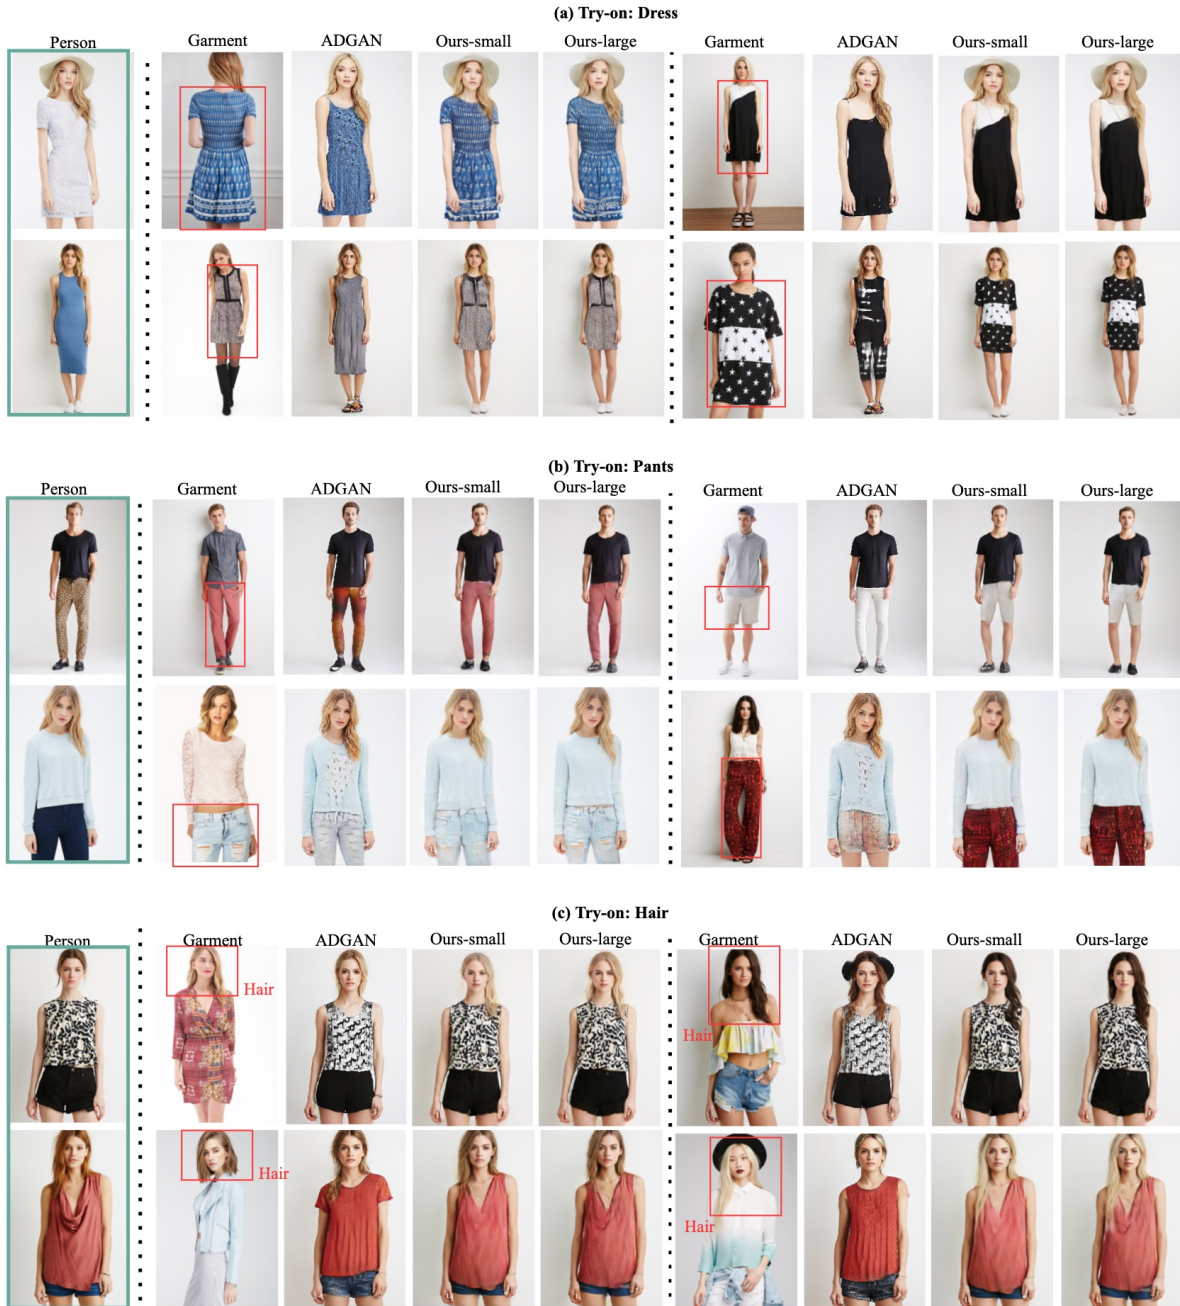 (a) Try-on: Dress
Person Garment ADGAN Ours-small Ours-large Garment ADGAN Ours-small Ours-large
(b) Try-on: Pants
Person Garment ADGAN Ours-small Ours-large Garment ADGAN Ours-small Ours-large
(c) Try-on: Hair
Person Garment ADGAN Ours-small Ours-large Garment ADGAN Ours-small Ours-large
Hair
Hair
Hair
Hair